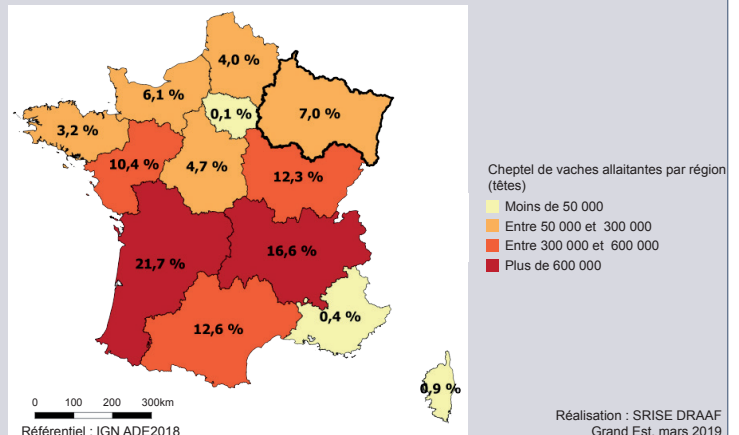 4,0 %
6,1 %
0,1 %
7,0 %
3,2 %
10,4 %
4,7 %
12,3 %
21,7 %
16,6 %
12,6 %
0,4 %
0,9 %
Cheptel de vaches allaitantes par région
(têtes)
Moins de 50 000
Entre 50 000 et 300 000
Entre 300 000 et 600 000
Plus de 600 000
0 100 200 300km
Référentiel : IGN ADE2018
Réalisation : SRISE DRAAF
Grand Est, mars 2019